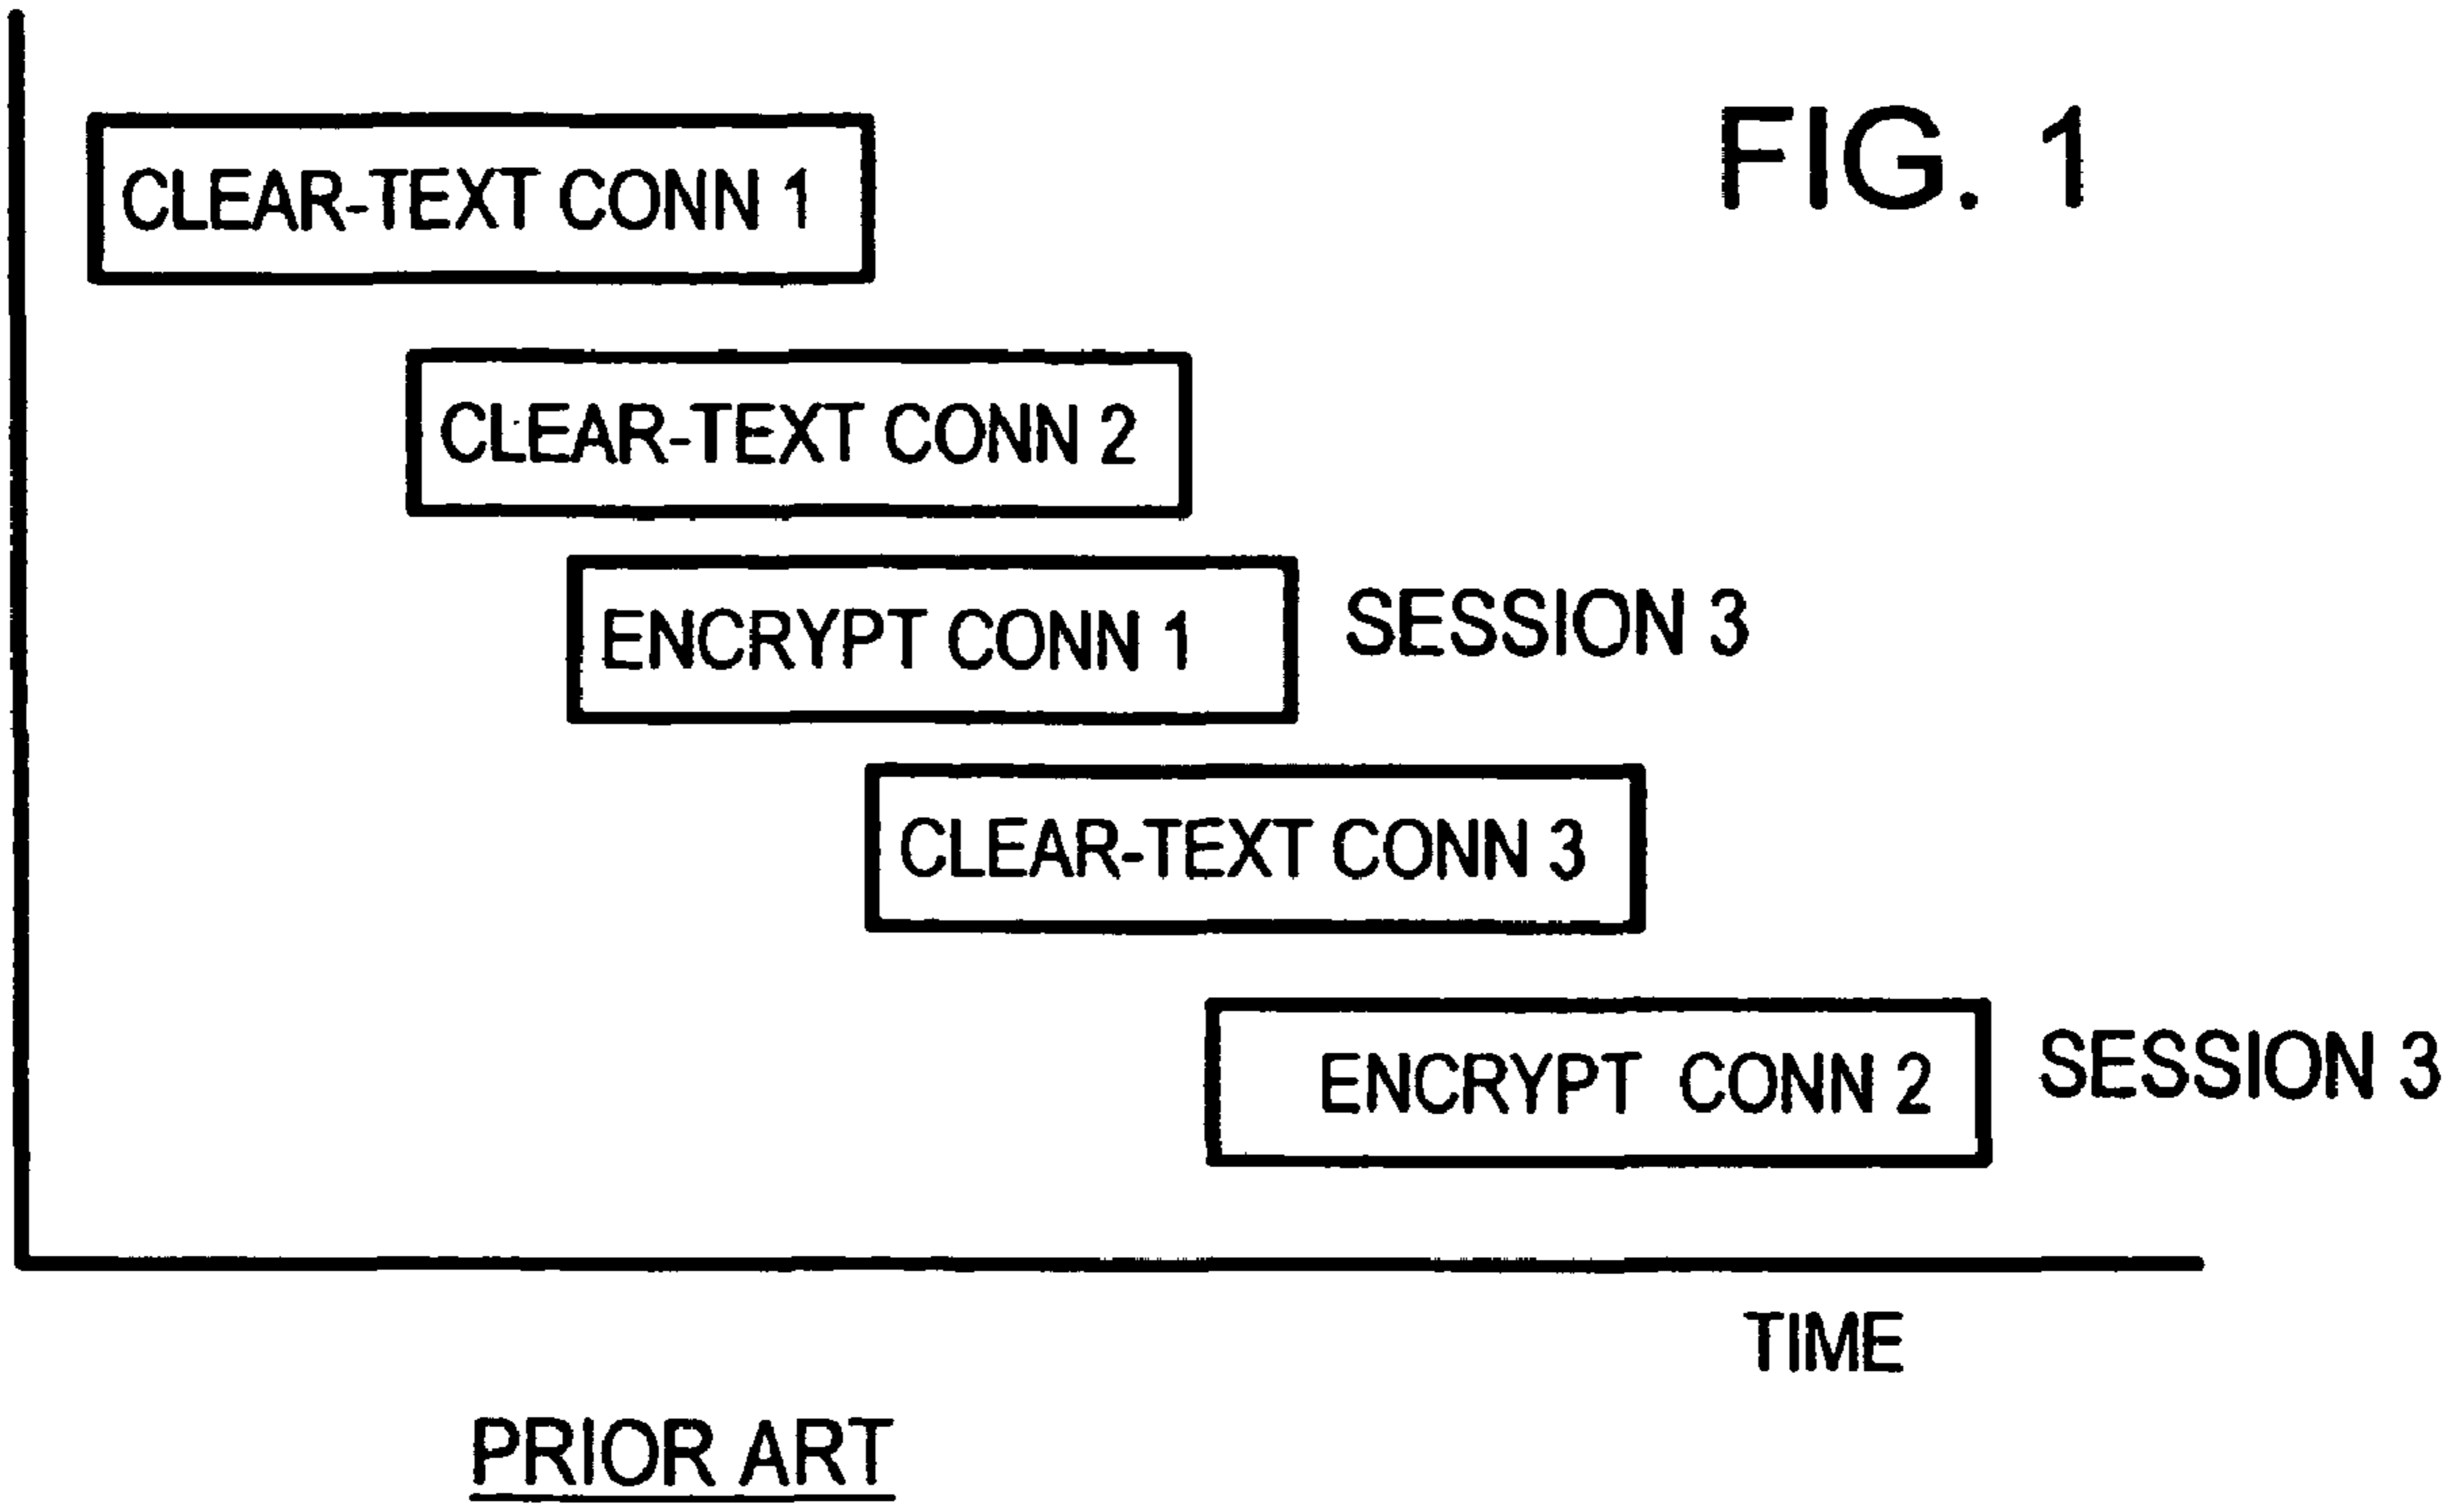 FIG. 1
CLEAR-TEXT CONN 1
CLEAR-TEXT CONN 2
ENCRYPT CONN 1
SESSION 3
CLEAR-TEXT CONN 3
ENCRYPT CONN 2
SESSION 3
TIME
PRIOR ART